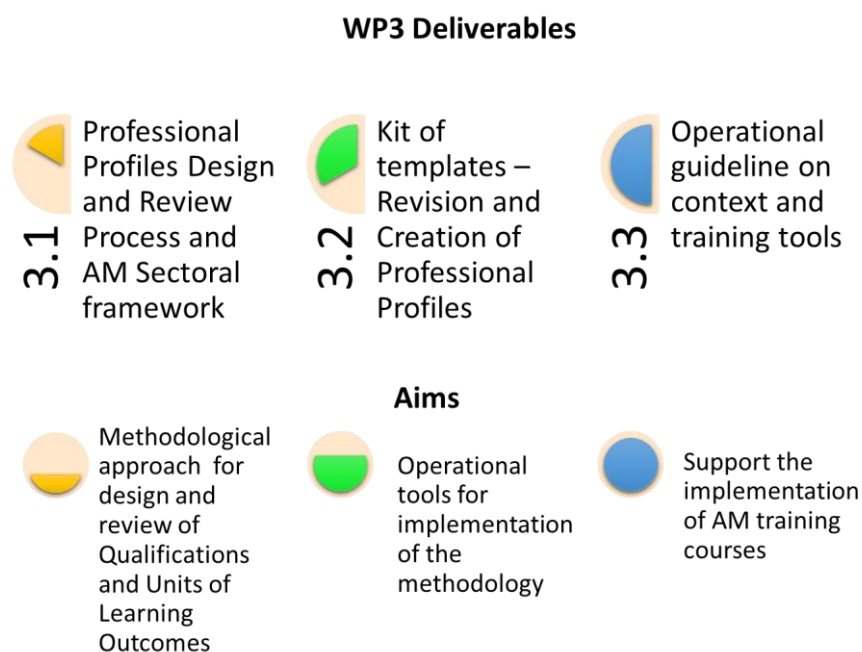 WP3 Deliverables
3.1
Professional
Profiles Design
and Review
Process and
AM Sectoral
framework
3.2
Kit of
templates –
Revision and
Creation of
Professional
Profiles
3.3
Operational
guideline on
context and
training tools
Aims
Methodological
approach for
design and
review of
Qualifications
and Units of
Learning
Outcomes
Operational
tools for
implementation
of the
methodology
Support the
implementation
of AM training
courses